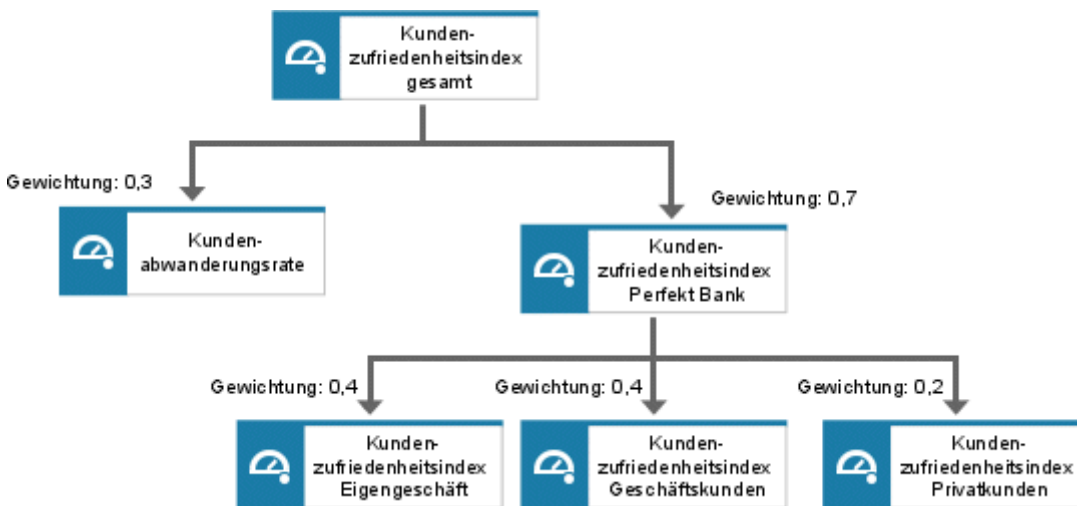 Kunden-
zufriedenheitsindex
gesamt
Gewichtung: 0,3
Gewichtung: 0,7
Kunden-
abwanderungsrate
Kunden-
zufriedenheitsindex
Perfekt Bank
Gewichtung: 0,4
Gewichtung: 0,4
Gewichtung: 0,2
Kunden-
zufriedenheitsindex
Eigengeschäft
Kunden-
zufriedenheitsindex
Geschäftskunden
Kunden-
zufriedenheitsindex
Privatkunden